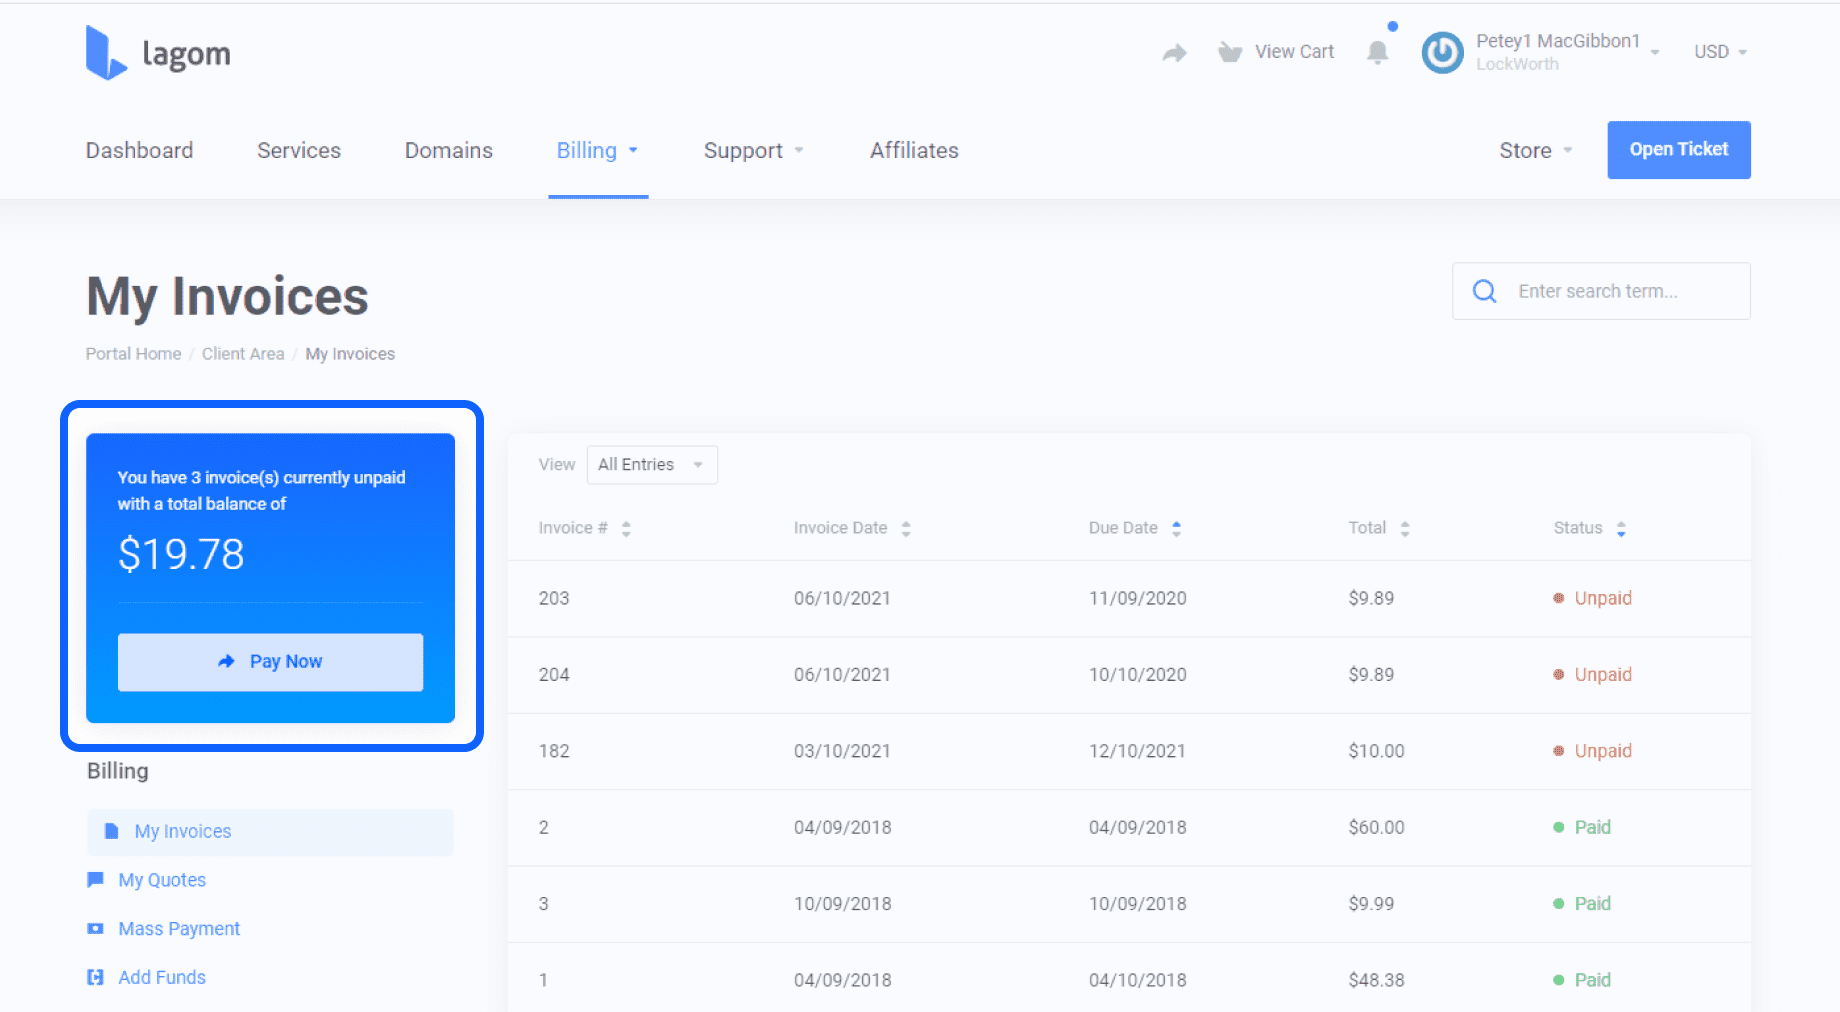 lagom
View Cart
Petey1 MacGibbon1
LockWorth
USD
Dashboard Services Domains Billing Support Affiliates Store Open Ticket
My Invoices
Enter search term...
Portal Home / Client Area / My Invoices
You have 3 invoice(s) currently unpaid
with a total balance of
$19.78
Pay Now
Billing
My Invoices
My Quotes
Mass Payment
Add Funds
View All Entries
Invoice # Invoice Date Due Date Total Status
203 06/10/2021 11/09/2020 $9.89 Unpaid
204 06/10/2021 10/10/2020 $9.89 Unpaid
182 03/10/2021 12/10/2021 $10.00 Unpaid
2 04/09/2018 04/09/2018 $60.00 Paid
3 10/09/2018 10/09/2018 $9.99 Paid
1 04/09/2018 04/10/2018 $48.38 Paid